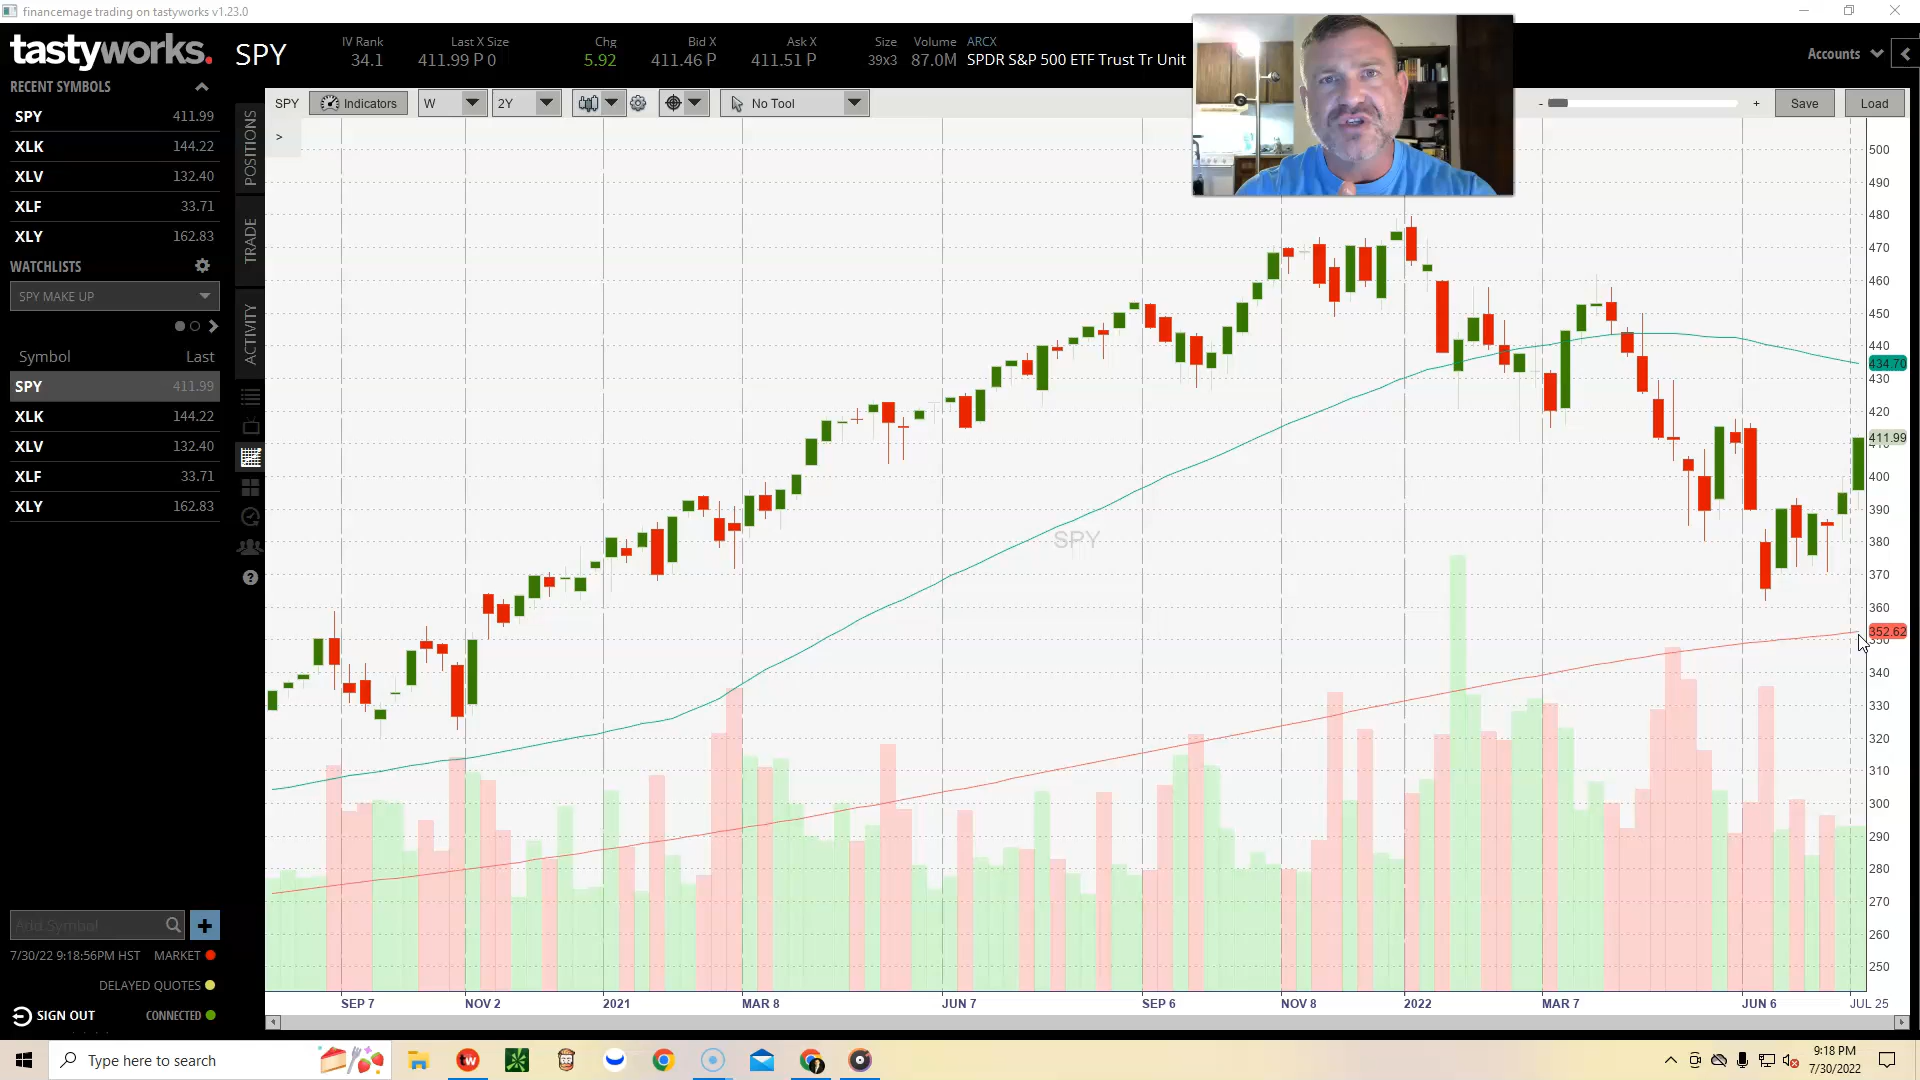 financemage trading on tastyworks v1.23.0
tastyworks.
SPY
IV Rank
34.1
Last X Size
411.99 P 0
Chg
5.92
Bid X
411.46 P
Ask X
411.51 P
Size
39x3
Volume
87.0M
ARCX
SPDR S&P 500 ETF Trust Tr Unit
Accounts
RECENT SYMBOLS
SPY 411.99
XLK 144.22
XLV 132.40
XLF 33.71
XLY 162.83
WATCHLISTS
SPY MAKE UP
Symbol Last
SPY 411.99
XLK 144.22
XLV 132.40
XLF 33.71
XLY 162.83
Add Symbol
7/30/22 9:18:56PM HST MARKET
DELAYED QUOTES
SIGN OUT CONNECTED
POSITIONS
TRADE
ACTIVITY
SPY Indicators W 2Y No Tool - + Save Load
>
SPY
500
490
480
470
460
450
440
434.70
430
420
411.99
400
390
380
370
360
352.62
340
330
320
310
300
290
280
270
260
250
SEP 7 NOV 2 2021 MAR 8 JUN 7 SEP 6 NOV 8 2022 MAR 7 JUN 6 JUL 25
Type here to search
tw
9:18 PM
7/30/2022